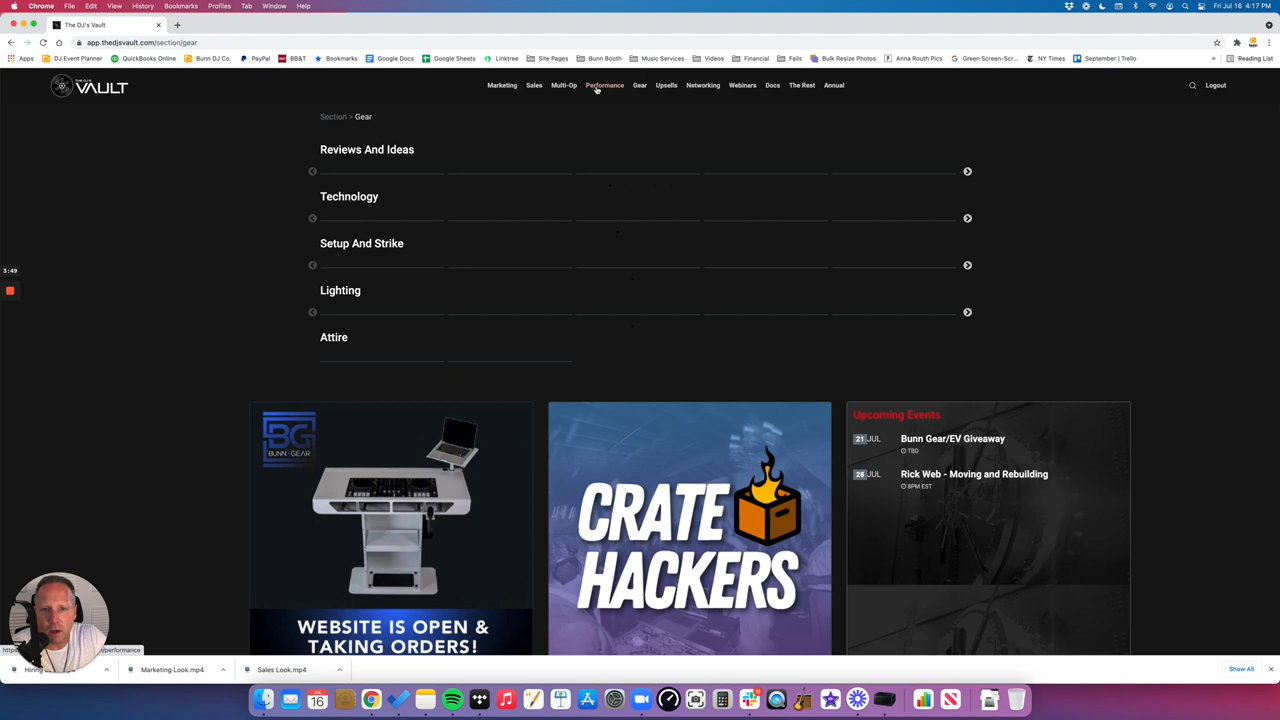 Chrome File Edit View History Bookmarks Profiles Tab Window Help
Fri Jul 16 4:17 PM
The DJ's Vault
app.thedjsvault.com/section/gear
Apps DJ Event Planner QuickBooks Online Bunn DJ Co. PayPal BB&T Bookmarks Google Docs Google Sheets Linktree Site Pages Bunn Booth Music Services Videos Financial Fails Bulk Resize Photos Anna Routh Pics Green Screen-Scr... NY Times September | Trello » Reading List
THE DJ'S
VAULT
Marketing Sales Multi-Op Performance Gear Upsells Networking Webinars Docs The Rest Annual
Logout
Section > Gear
Reviews And Ideas
Technology
Setup And Strike
3:49
Lighting
Attire
BG
BUNN GEAR
WEBSITE IS OPEN &
TAKING ORDERS!
CRATE
HACKERS
Upcoming Events
21 JUL Bunn Gear/EV Giveaway
TBD
28 JUL Rick Web - Moving and Rebuilding
8PM EST
/performance
Marketing Look.mp4
Sales Look.mp4
Show All
JUL
16